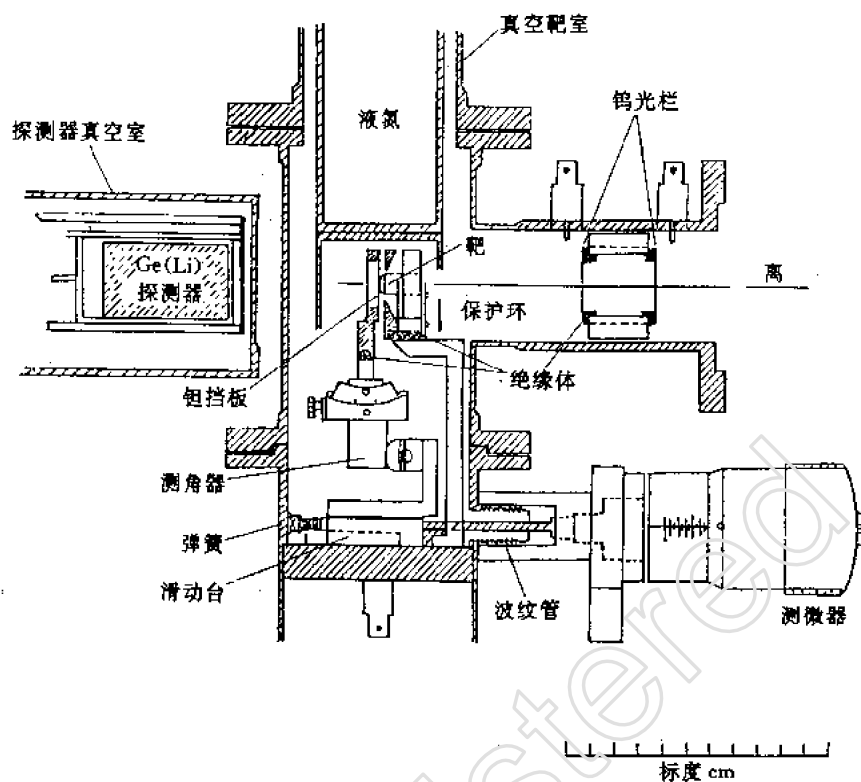 真空靶室
钨光栏
液氮
探测器真空室
靶
Ge(Li)
探测器
离
保护环
绝缘体
钽挡板
测角器
弹簧
滑动台
波纹管
测微器
标度 cm
stered